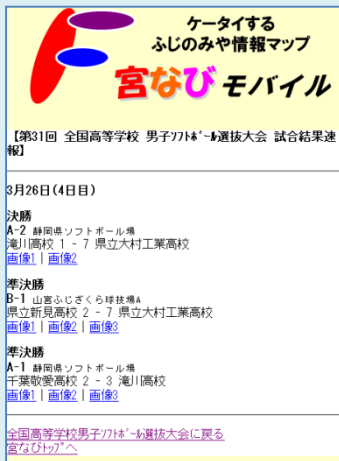 ケータイする
ふじのみや情報マップ
宮なび モバイル
【第31回 全国高等学校 男子ｿﾌﾄﾎﾞｰﾙ選抜大会 試合結果速
報】
3月26日(4日目)
決勝
A-2 静岡県ソフトボール場
滝川高校 1 - 7 県立大村工業高校
画像1 | 画像2
準決勝
B-1 山宮ふじざくら球技場A
県立新見高校 2 - 7 県立大村工業高校
画像1 | 画像2 | 画像3
準決勝
A-1 静岡県ソフトボール場
千葉敬愛高校 2 - 3 滝川高校
画像1 | 画像2 | 画像3
全国高等学校男子ｿﾌﾄﾎﾞｰﾙ選抜大会に戻る
宮なびﾄｯﾌﾟへ